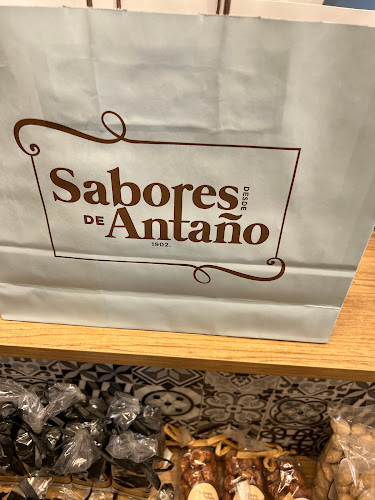 Sabores
DESDE
DE Antaño
1902.